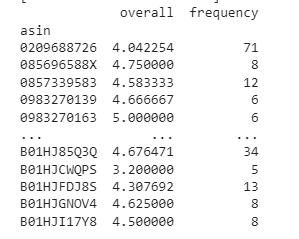 overall frequency
asin
0209688726 4.042254 71
085696588X 4.750000 8
0857339583 4.583333 12
0983270139 4.666667 6
0983270163 5.000000 6
... ... ...
B01HJ85Q3Q 4.676471 34
B01HJCWQPS 3.200000 5
B01HJFDJ8S 4.307692 13
B01HJGNOV4 4.625000 8
B01HJI17Y8 4.500000 8